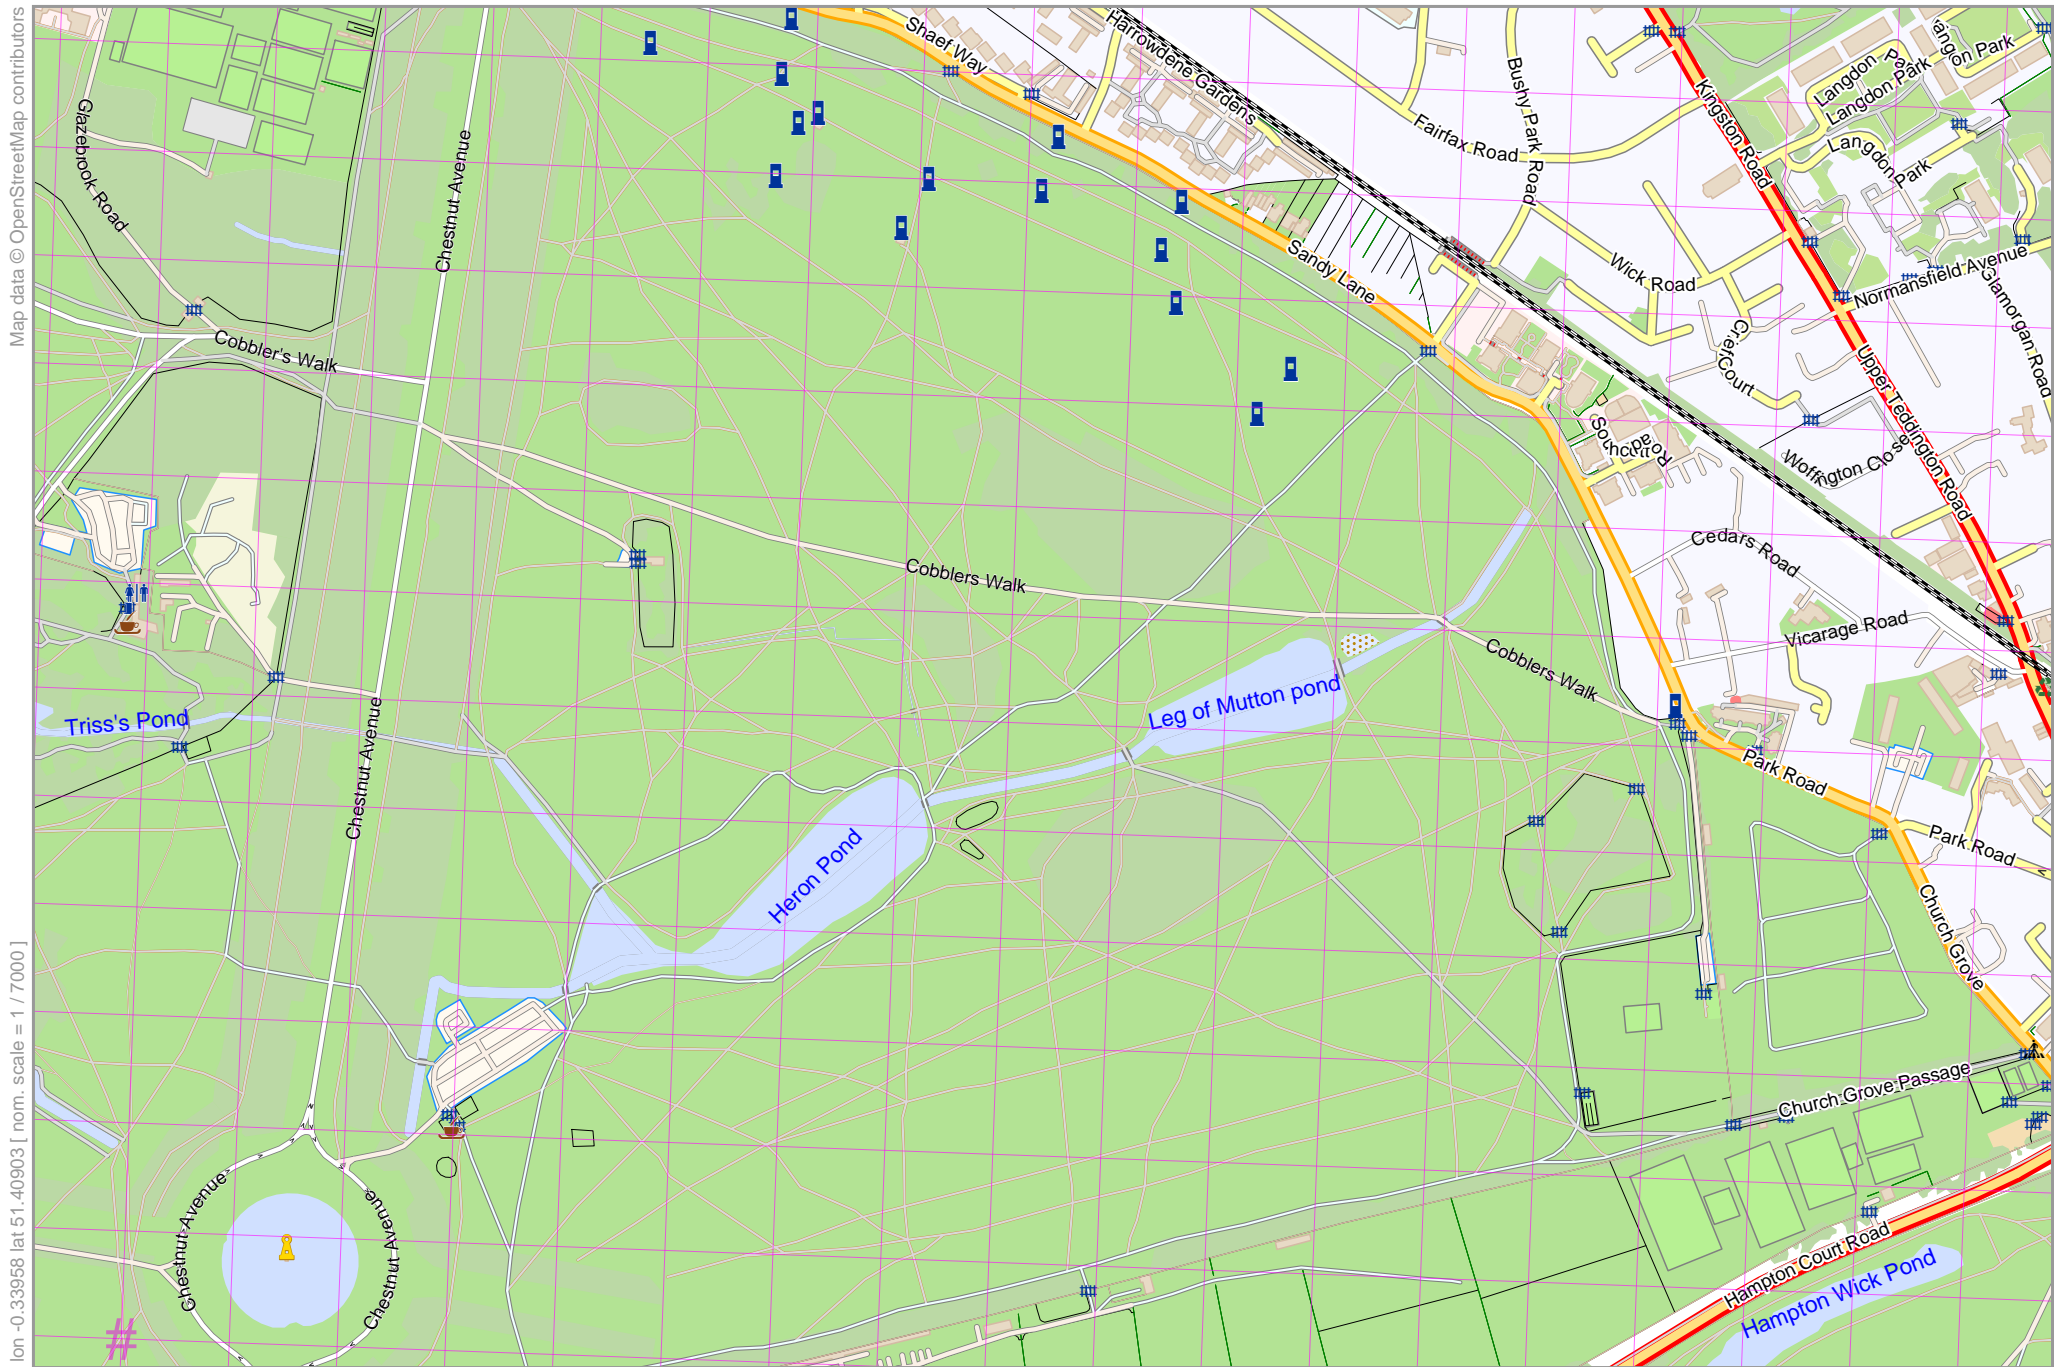 Map data © OpenStreetMap contributors
lon -0.33958 lat 51.40903 [ nom. scale = 1 / 7000 ]
Shaef Way
Harrowdene Gardens
Glazebrook Road
Chestnut Avenue
Fairfax Road
Bushy Park Road
Kingston Road
Langdon Park
Langdon Park
Langdon Park
Sandy Lane
Wick Road
Normansfield Avenue
Glamorgan Road
Cobbler's Walk
Crieff Court
Upper Teddington Road
Southcott Road
Woffington Close
Cedars Road
Cobblers Walk
Vicarage Road
Cobblers Walk
Leg of Mutton pond
Triss's Pond
Chestnut Avenue
Park Road
Park Road
Heron Pond
Church Grove
Church Grove Passage
Chestnut Avenue
Chestnut Avenue
Hampton Court Road
Hampton Wick Pond
#